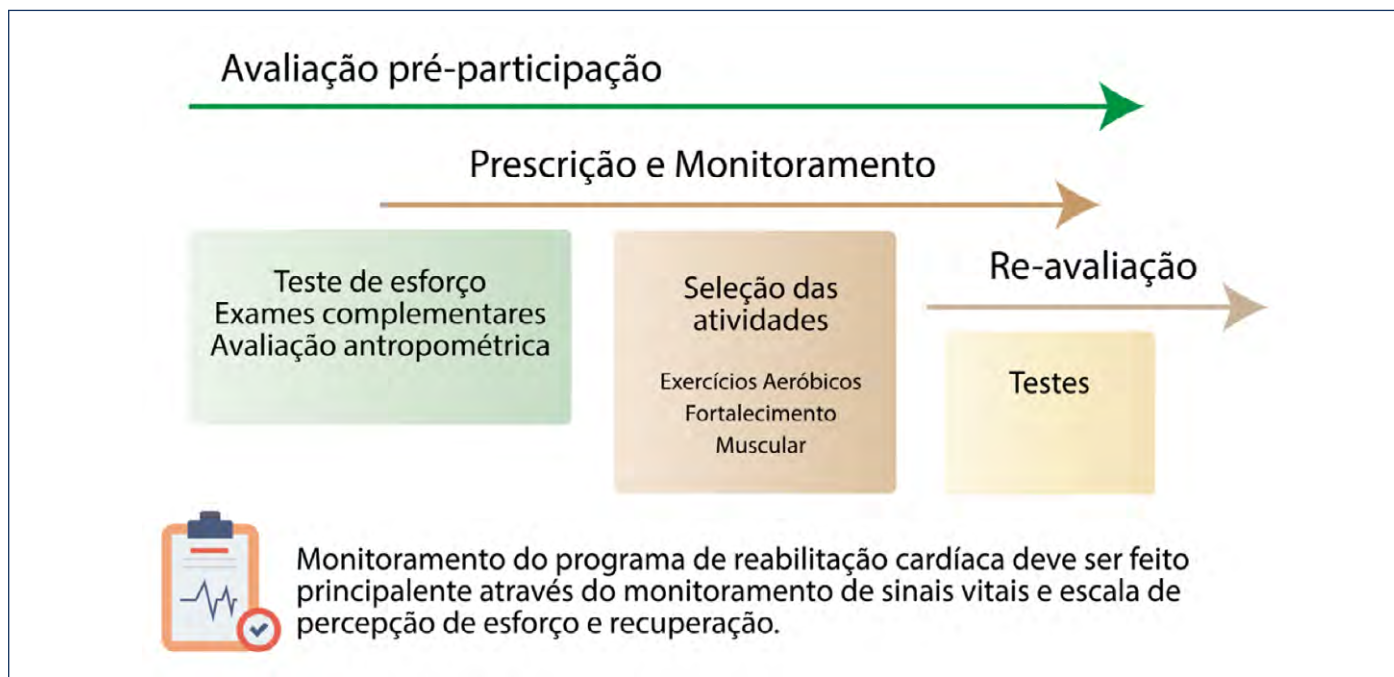 Avaliação pré-participação
Prescrição e Monitoramento
Re-avaliação
Teste de esforço
Exames complementares
Avaliação antropométrica
Seleção das
atividades
Exercícios Aeróbicos
Fortalecimento
Muscular
Testes
Monitoramento do programa de reabilitação cardíaca deve ser feito
principalente através do monitoramento de sinais vitais e escala de
percepção de esforço e recuperação.